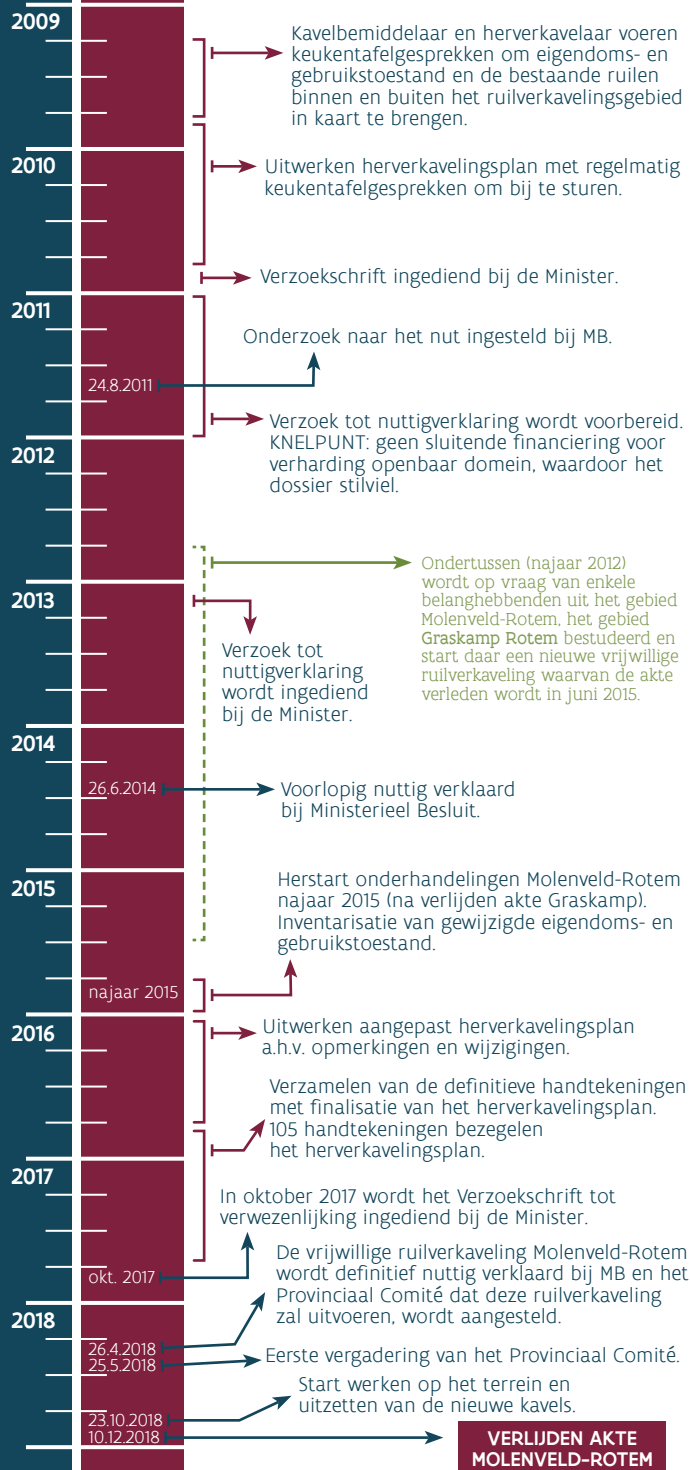 2009
Kavelbemiddelaar en herverkavelaar voeren
keukentafelgesprekken om eigendoms- en
gebruikstoestand en de bestaande ruilen
binnen en buiten het ruilverkavelingsgebied
in kaart te brengen.
2010
Uitwerken herverkavelingsplan met regelmatig
keukentafelgesprekken om bij te sturen.
Verzoekschrift ingediend bij de Minister.
2011
Onderzoek naar het nut ingesteld bij MB.
24.8.2011
Verzoek tot nuttigverklaring wordt voorbereid.
KNELPUNT: geen sluitende financiering voor
verharding openbaar domein, waardoor het
dossier stilviel.
2012
Ondertussen (najaar 2012)
wordt op vraag van enkele
belanghebbenden uit het gebied
Molenveld-Rotem, het gebied
Graskamp Rotem bestudeerd en
start daar een nieuwe vrijwillige
ruilverkaveling waarvan de akte
verleden wordt in juni 2015.
2013
Verzoek tot
nuttigverklaring
wordt ingediend
bij de Minister.
2014
26.6.2014
Voorlopig nuttig verklaard
bij Ministerieel Besluit.
2015
Herstart onderhandelingen Molenveld-Rotem
najaar 2015 (na verlijden akte Graskamp).
Inventarisatie van gewijzigde eigendoms- en
gebruikstoestand.
najaar 2015
2016
Uitwerken aangepast herverkavelingsplan
a.h.v. opmerkingen en wijzigingen.
Verzamelen van de definitieve handtekeningen
met finalisatie van het herverkavelingsplan.
105 handtekeningen bezegelen
het herverkavelingsplan.
2017
In oktober 2017 wordt het Verzoekschrift tot
verwezenlijking ingediend bij de Minister.
okt. 2017
De vrijwillige ruilverkaveling Molenveld-Rotem
wordt definitief nuttig verklaard bij MB en het
Provinciaal Comité dat deze ruilverkaveling
zal uitvoeren, wordt aangesteld.
2018
26.4.2018
25.5.2018
Eerste vergadering van het Provinciaal Comité.
Start werken op het terrein en
uitzetten van de nieuwe kavels.
23.10.2018
10.12.2018
VERLIJDEN AKTE
MOLENVELD-ROTEM